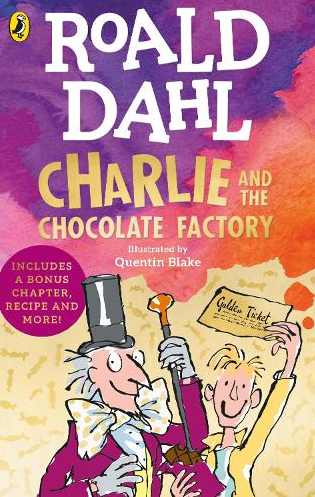 ROALD
DAHL
CHARLIE AND THE
CHOCOLATE FACTORY
Illustrated by
Quentin Blake
INCLUDES
A BONUS
CHAPTER,
RECIPE AND
MORE!
Golden Ticket